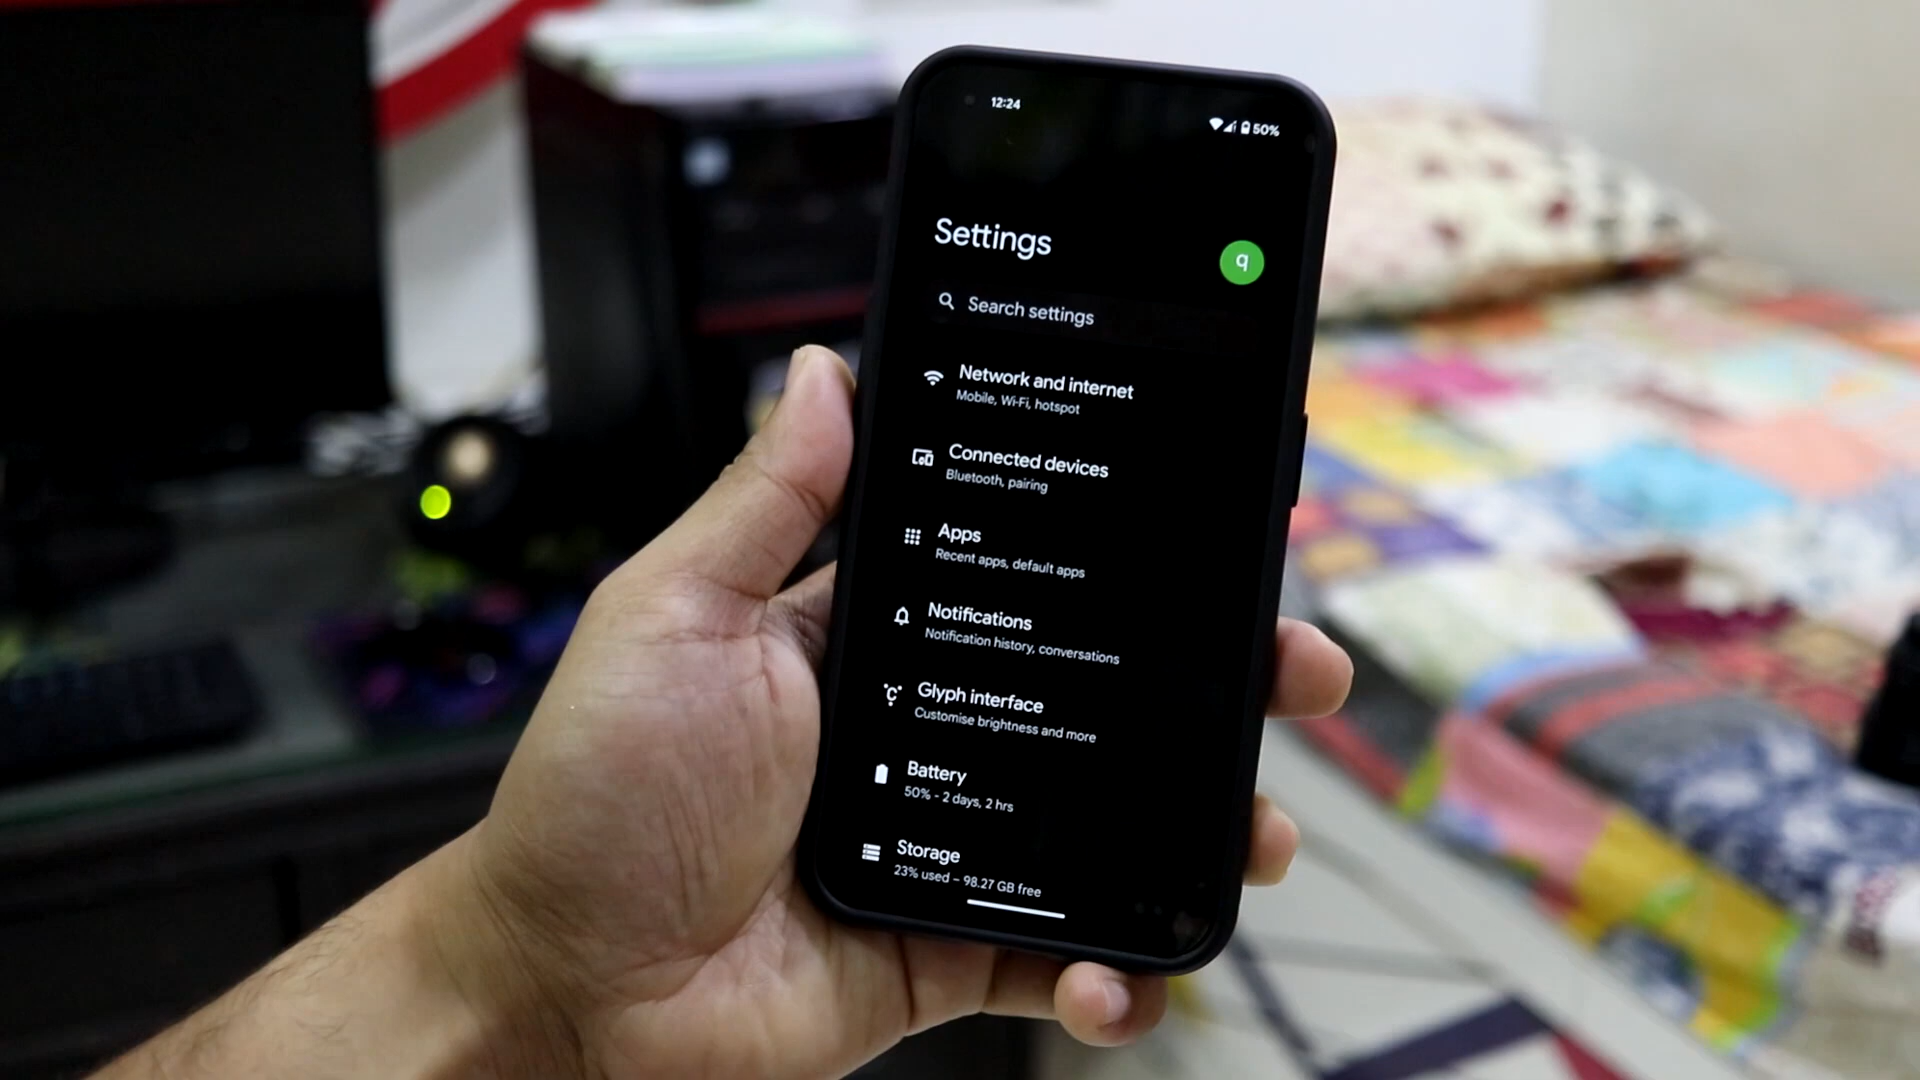 12:24
50%
Settings
q
Search settings
Network and internet
Mobile, Wi-Fi, hotspot
Connected devices
Bluetooth, pairing
Apps
Recent apps, default apps
Notifications
Notification history, conversations
Glyph interface
Customise brightness and more
Battery
50% - 2 days, 2 hrs
Storage
23% used – 98.27 GB free